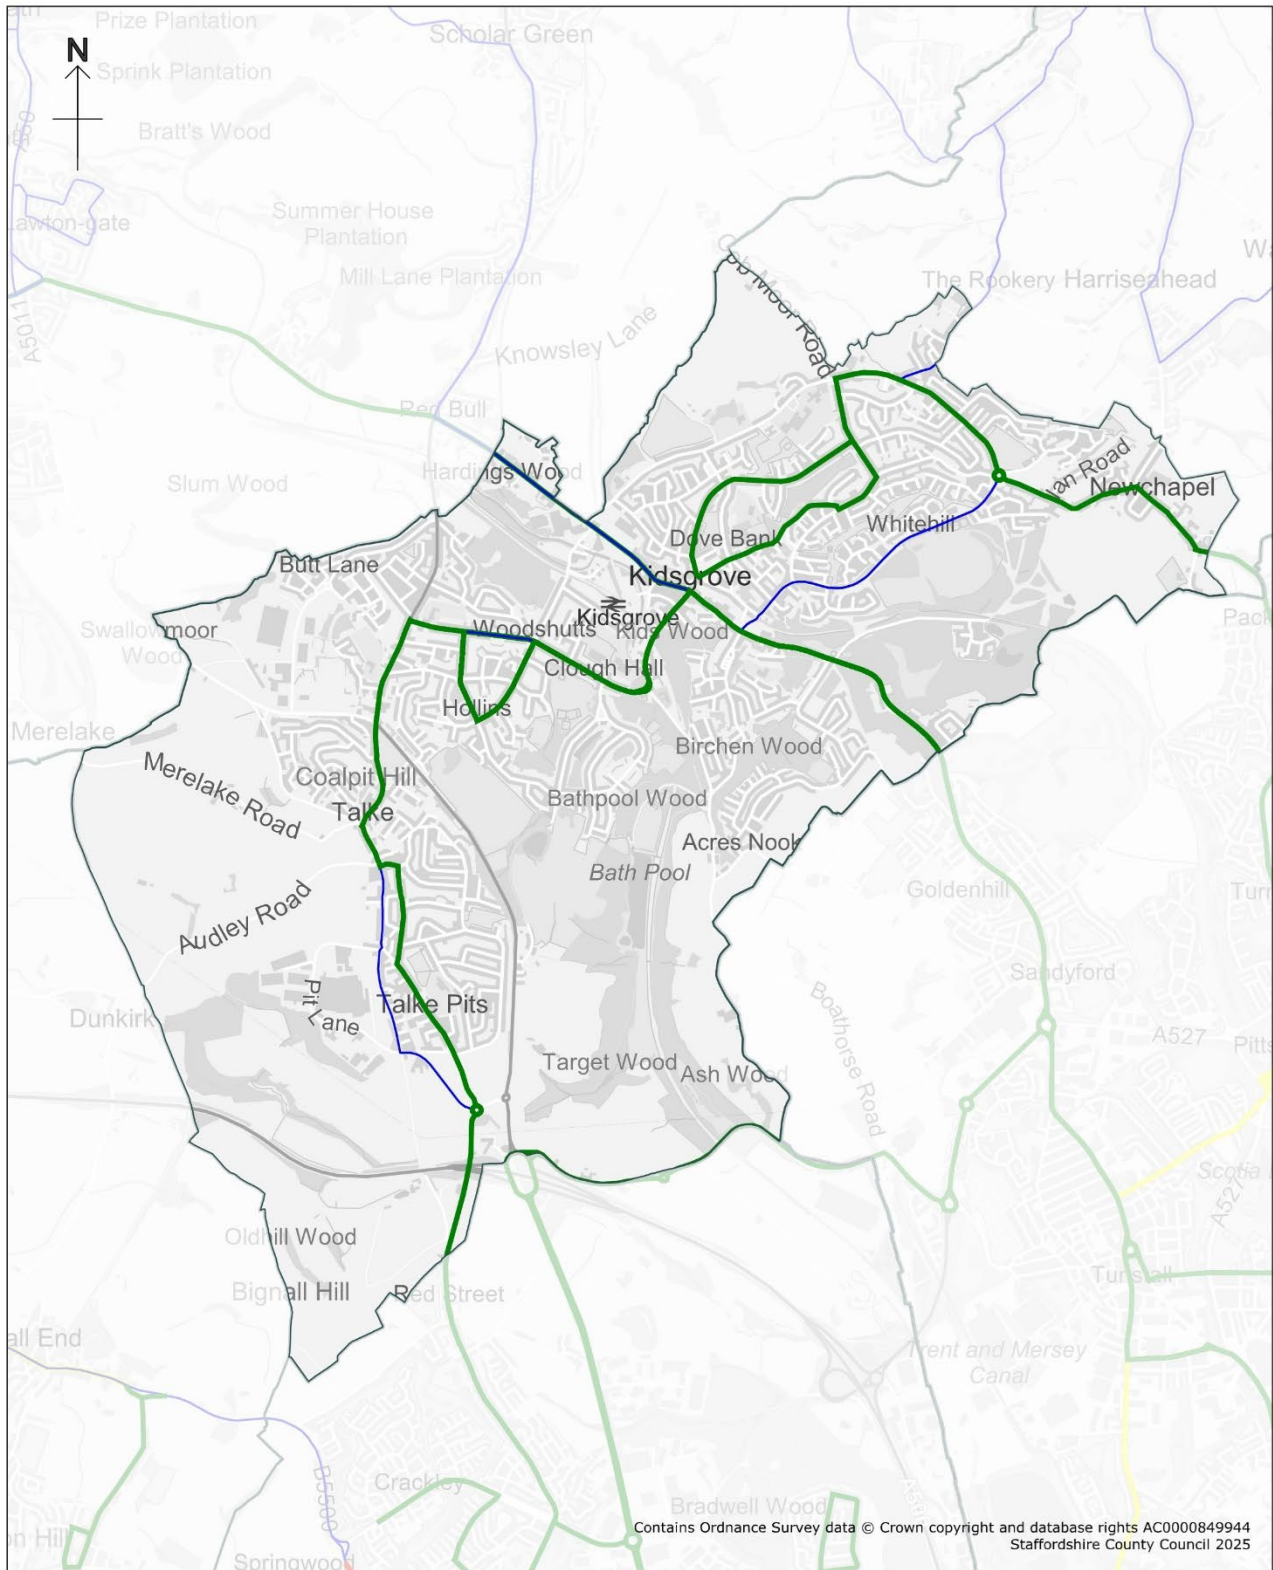 Prize Plantation
Scholar Green
N
Sprink Plantation
Bratt's Wood
Summer House
Plantation
Mill Lane Plantation
The Rookery
Harriseahead
A5011
Knowsley Lane
Red Bull
Hardings Wood
Slum Wood
Newchapel
Whitehill
Dove Bank
Butt Lane
Kidsgrove
Kidsgrove
Woodshutts
Kids Wood
Swallowmoor
Wood
Clough Hall
Hollins
Merelake
Birchen Wood
Merelake Road
Coalpit Hill
Talke
Bathpool Wood
Acres Nook
Bath Pool
Goldenhill
Audley Road
Sandyford
Pit Lane
Talke Pits
Boathorse Road
Dunkirk
A527
Target Wood
Ash Wood
7
A527
Oldhill Wood
Bignall Hill
Red Street
Tunstall
Trent and Mersey
Canal
Crackley
B5500
Bradwell Wood
Springwood
Contains Ordnance Survey data © Crown copyright and database rights AC0000849944
Staffordshire County Council 2025